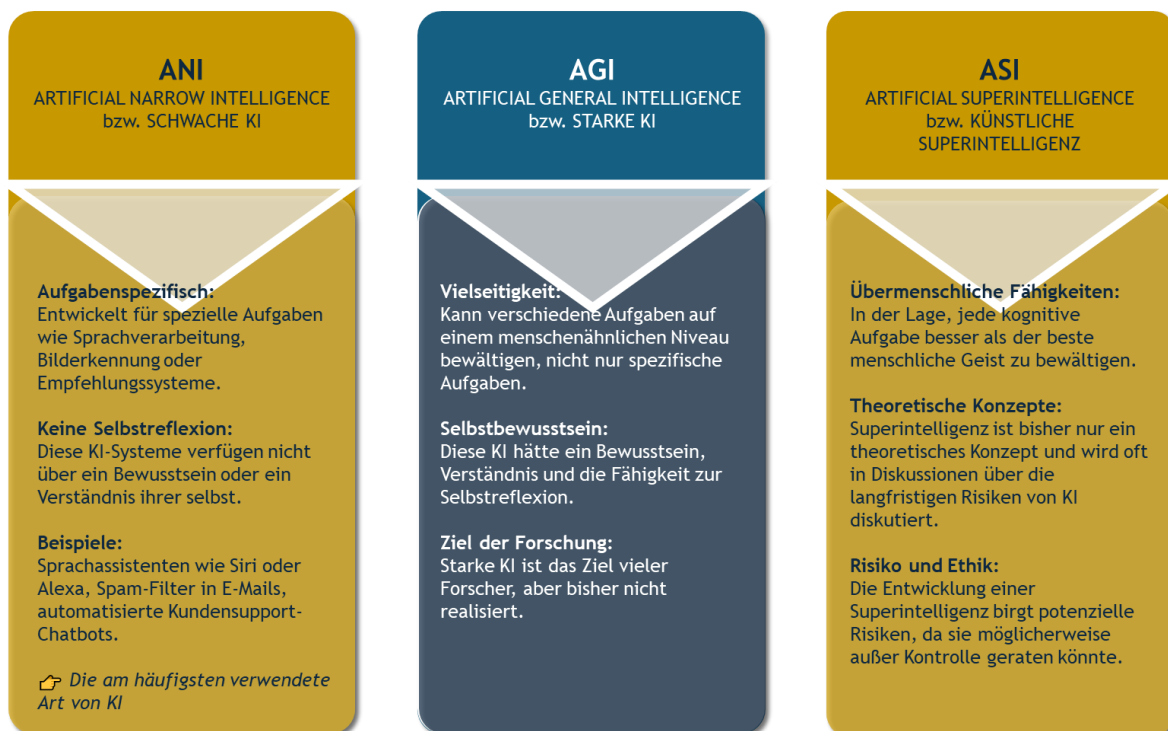 ANI
ARTIFICIAL NARROW INTELLIGENCE
bzw. SCHWACHE KI
Aufgabenspezifisch:
Entwickelt für spezielle Aufgaben
wie Sprachverarbeitung,
Bilderkennung oder
Empfehlungssysteme.
Keine Selbstreflexion:
Diese KI-Systeme verfügen nicht
über ein Bewusstsein oder ein
Verständnis ihrer selbst.
Beispiele:
Sprachassistenten wie Siri oder
Alexa, Spam-Filter in E-Mails,
automatisierte Kundensupport-
Chatbots.
Die am häufigsten verwendete
Art von KI
AGI
ARTIFICIAL GENERAL INTELLIGENCE
bzw. STARKE KI
Vielseitigkeit:
Kann verschiedene Aufgaben auf
einem menschenähnlichen Niveau
bewältigen, nicht nur spezifische
Aufgaben.
Selbstbewusstsein:
Diese KI hätte ein Bewusstsein,
Verständnis und die Fähigkeit zur
Selbstreflexion.
Ziel der Forschung:
Starke KI ist das Ziel vieler
Forscher, aber bisher nicht
realisiert.
ASI
ARTIFICIAL SUPERINTELLIGENCE
bzw. KÜNSTLICHE
SUPERINTELLIGENZ
Übermenschliche Fähigkeiten:
In der Lage, jede kognitive
Aufgabe besser als der beste
menschliche Geist zu bewältigen.
Theoretische Konzepte:
Superintelligenz ist bisher nur ein
theoretisches Konzept und wird oft
in Diskussionen über die
langfristigen Risiken von KI
diskutiert.
Risiko und Ethik:
Die Entwicklung einer
Superintelligenz birgt potenzielle
Risiken, da sie möglicherweise
außer Kontrolle geraten könnte.